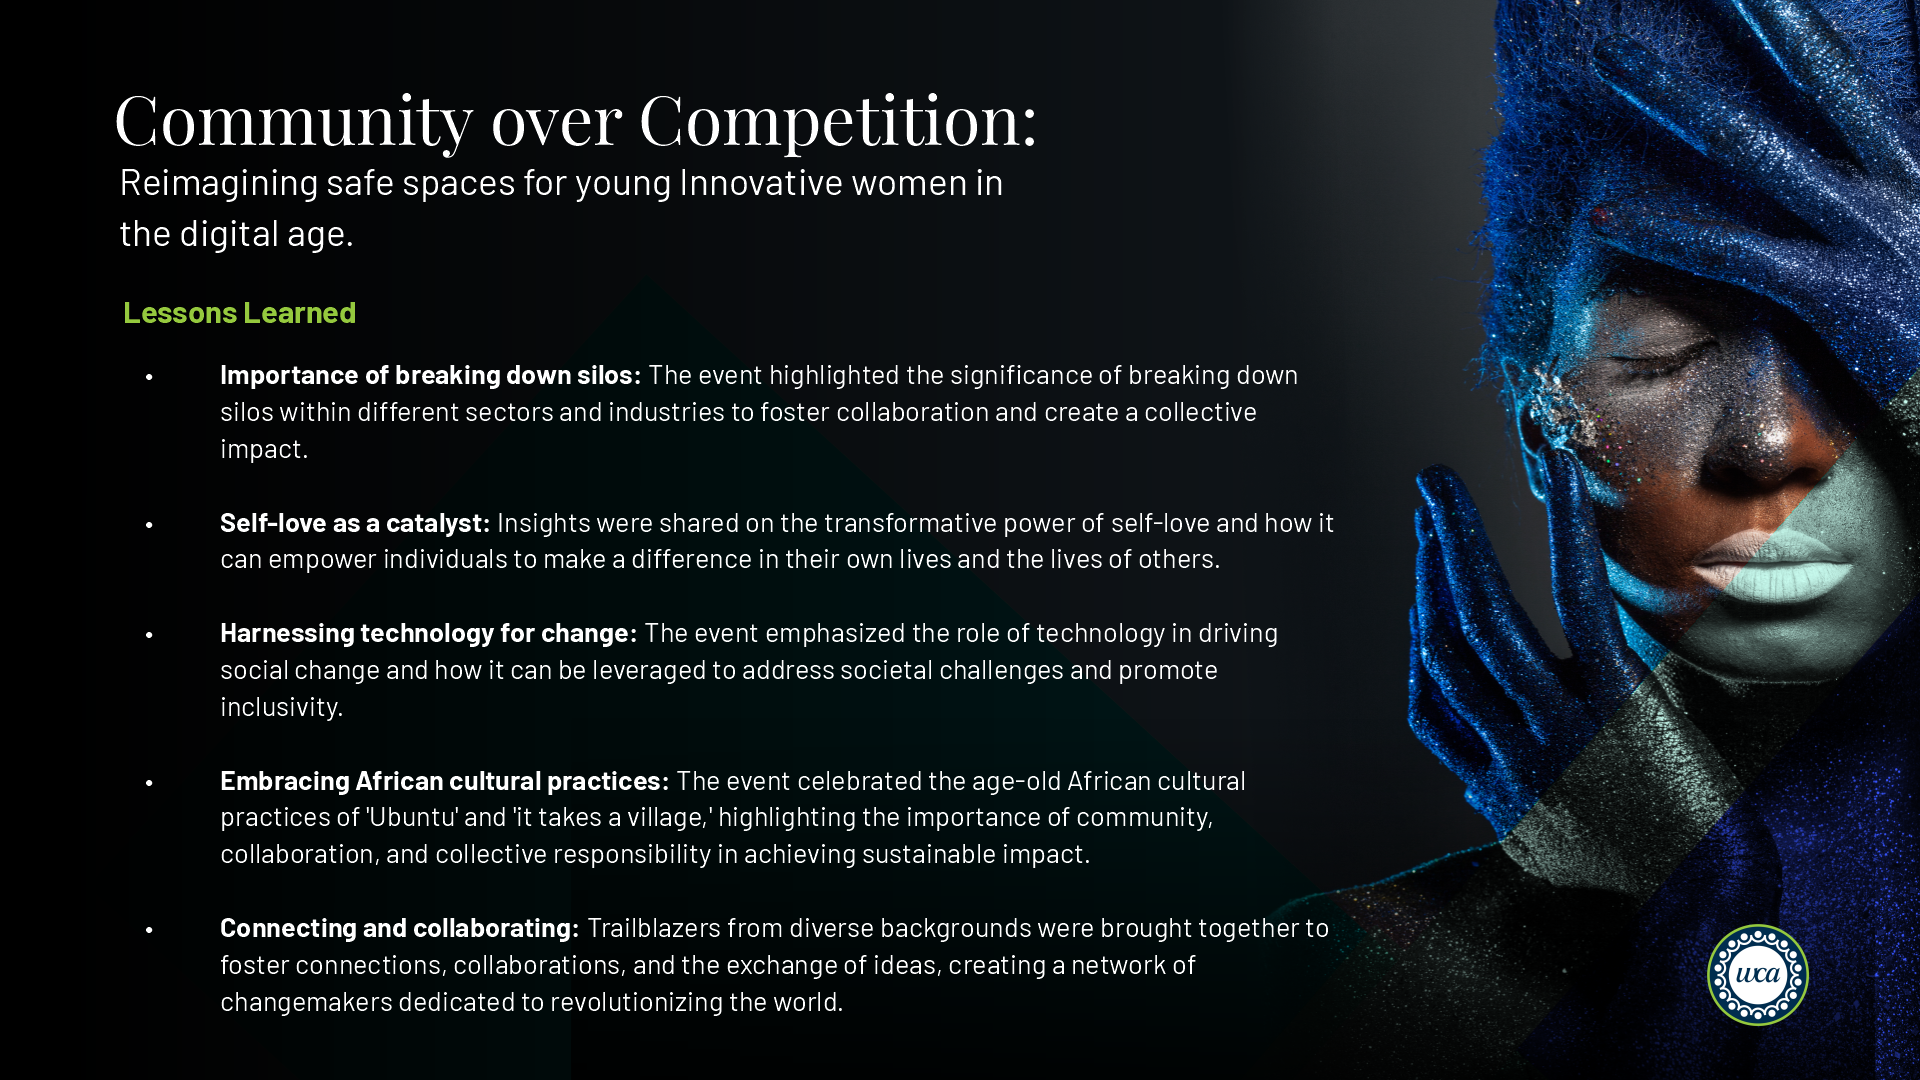 Community over Competition:
Reimagining safe spaces for young Innovative women in
the digital age.
Lessons Learned
• Importance of breaking down silos: The event highlighted the significance of breaking down
silos within different sectors and industries to foster collaboration and create a collective
impact.
• Self-love as a catalyst: Insights were shared on the transformative power of self-love and how it
can empower individuals to make a difference in their own lives and the lives of others.
• Harnessing technology for change: The event emphasized the role of technology in driving
social change and how it can be leveraged to address societal challenges and promote
inclusivity.
• Embracing African cultural practices: The event celebrated the age-old African cultural
practices of 'Ubuntu' and 'it takes a village,' highlighting the importance of community,
collaboration, and collective responsibility in achieving sustainable impact.
• Connecting and collaborating: Trailblazers from diverse backgrounds were brought together to
foster connections, collaborations, and the exchange of ideas, creating a network of
changemakers dedicated to revolutionizing the world.
wca